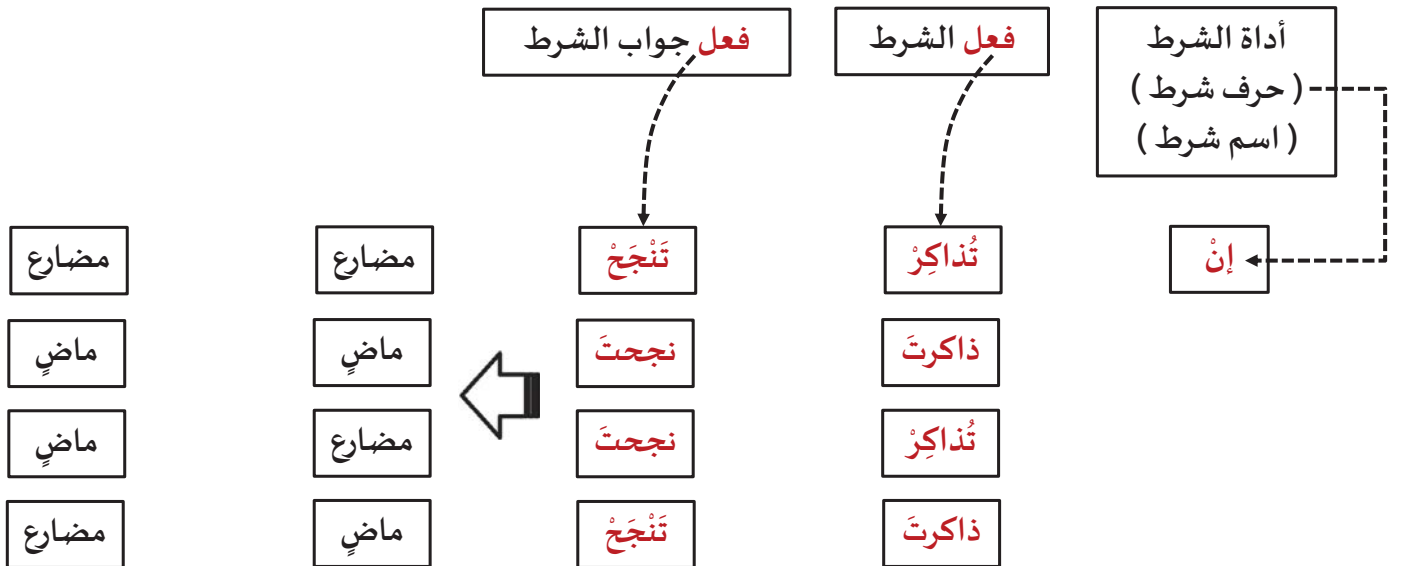 أداة الشرط
( حرف شرط )
( اسم شرط )
فعل الشرط
فعل جواب الشرط
إنْ تُذاكِرْ تَنْجَحْ مضارع مضارع
ذاكرتَ نجحتَ ماضٍ ماضٍ
تُذاكِرْ نجحتَ مضارع ماضٍ
ذاكرتَ تَنْجَحْ ماضٍ مضارع